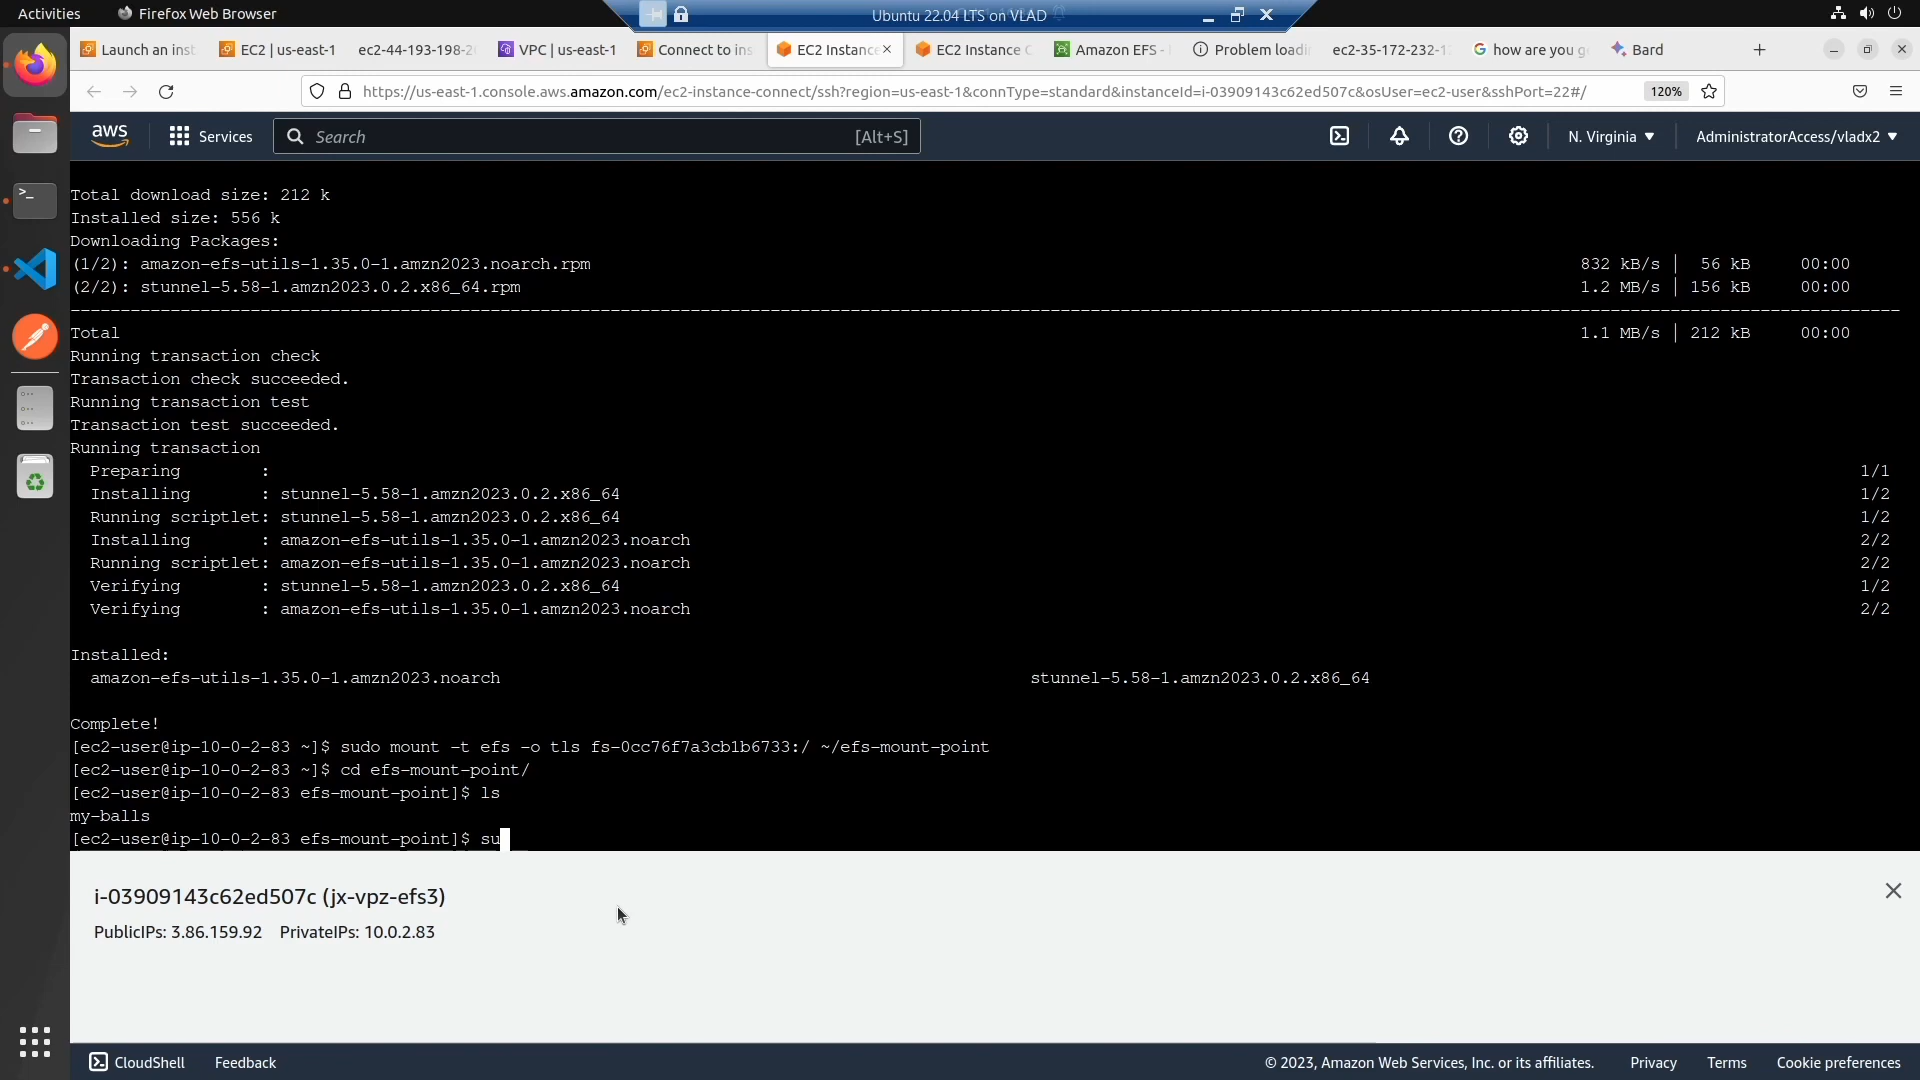 Activities
Firefox Web Browser
Ubuntu 22.04 LTS on VLAD
Launch an inst
EC2 | us-east-1
ec2-44-193-198-2
VPC | us-east-1
Connect to ins
EC2 Instance
EC2 Instance C
Amazon EFS -
Problem loadin
ec2-35-172-232-1
how are you g
Bard
https://us-east-1.console.aws.amazon.com/ec2-instance-connect/ssh?region=us-east-1&connType=standard&instanceId=i-03909143c62ed507c&osUser=ec2-user&sshPort=22#/
120%
aws
Services
Search
[Alt+S]
N. Virginia
AdministratorAccess/vladx2
Total download size: 212 k
Installed size: 556 k
Downloading Packages:
(1/2): amazon-efs-utils-1.35.0-1.amzn2023.noarch.rpm 832 kB/s | 56 kB 00:00
(2/2): stunnel-5.58-1.amzn2023.0.2.x86_64.rpm 1.2 MB/s | 156 kB 00:00
Total 1.1 MB/s | 212 kB 00:00
Running transaction check
Transaction check succeeded.
Running transaction test
Transaction test succeeded.
Running transaction
Preparing : 1/1
Installing : stunnel-5.58-1.amzn2023.0.2.x86_64 1/2
Running scriptlet: stunnel-5.58-1.amzn2023.0.2.x86_64 1/2
Installing : amazon-efs-utils-1.35.0-1.amzn2023.noarch 2/2
Running scriptlet: amazon-efs-utils-1.35.0-1.amzn2023.noarch 2/2
Verifying : stunnel-5.58-1.amzn2023.0.2.x86_64 1/2
Verifying : amazon-efs-utils-1.35.0-1.amzn2023.noarch 2/2
Installed:
amazon-efs-utils-1.35.0-1.amzn2023.noarch stunnel-5.58-1.amzn2023.0.2.x86_64
Complete!
[ec2-user@ip-10-0-2-83 ~]$ sudo mount -t efs -o tls fs-0cc76f7a3cb1b6733:/ ~/efs-mount-point
[ec2-user@ip-10-0-2-83 ~]$ cd efs-mount-point/
[ec2-user@ip-10-0-2-83 efs-mount-point]$ ls
my-balls
[ec2-user@ip-10-0-2-83 efs-mount-point]$ su
i-03909143c62ed507c (jx-vpz-efs3)
PublicIPs: 3.86.159.92 PrivateIPs: 10.0.2.83
CloudShell
Feedback
© 2023, Amazon Web Services, Inc. or its affiliates.
Privacy
Terms
Cookie preferences